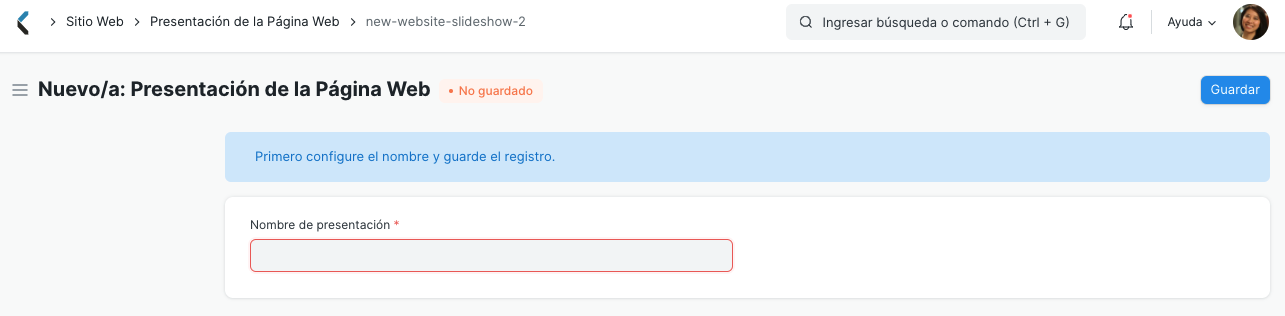 Sitio Web
Presentación de la Página Web
new-website-slideshow-2
Ingresar búsqueda o comando (Ctrl + G)
Ayuda
Nuevo/a: Presentación de la Página Web
• No guardado
Guardar
Primero configure el nombre y guarde el registro.
Nombre de presentación *